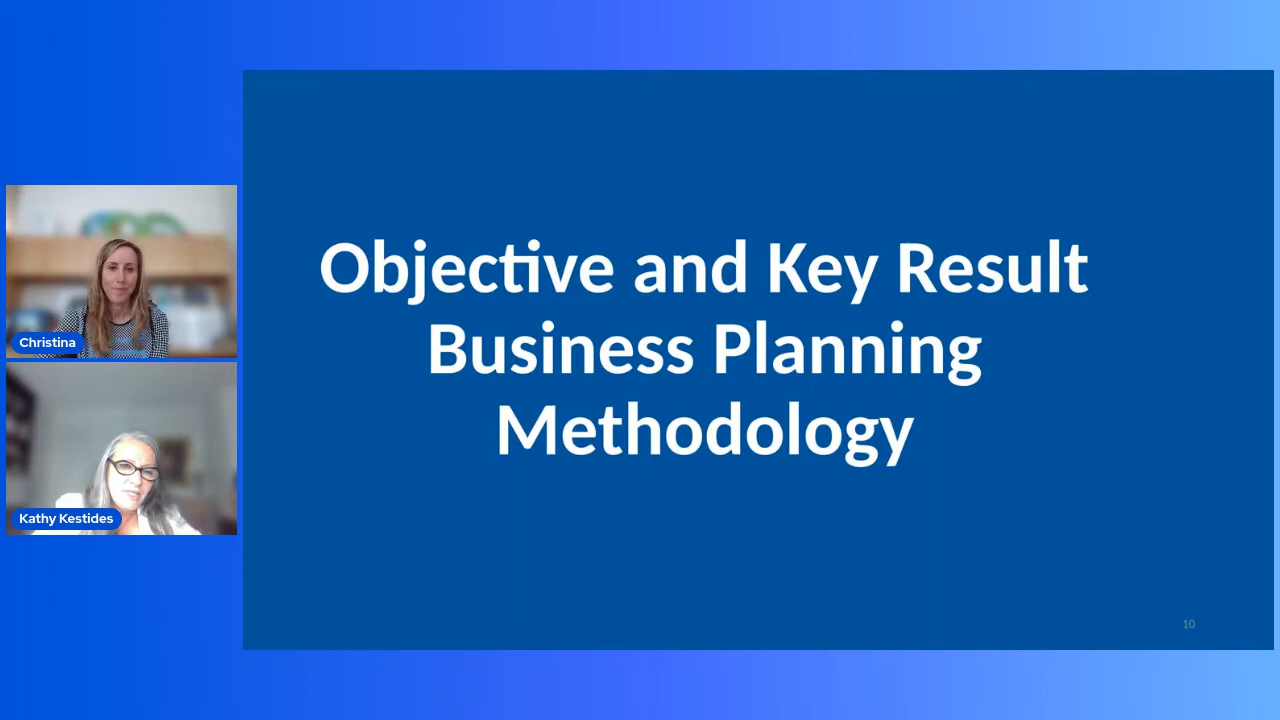 Christina
Kathy Kestides
Objective and Key Result
Business Planning
Methodology
10